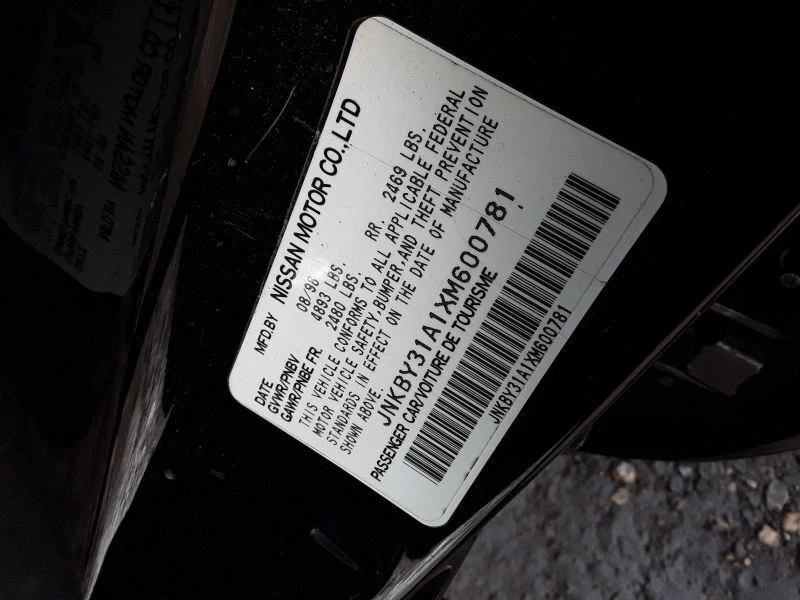 MFD.BY NISSAN MOTOR CO.,LTD
DATE 08/98
GVWR/PNBV 4893 LBS.
GAWR/PNBE FR. 2480 LBS. RR. 2469 LBS.
THIS VEHICLE CONFORMS TO ALL APPLICABLE FEDERAL
MOTOR VEHICLE SAFETY,BUMPER,AND THEFT PREVENTION
STANDARDS IN EFFECT ON THE DATE OF MANUFACTURE
SHOWN ABOVE
JNKBY31A1XM600781
PASSENGER CAR/VOITURE DE TOURISME
JNKBY31A1XM600781